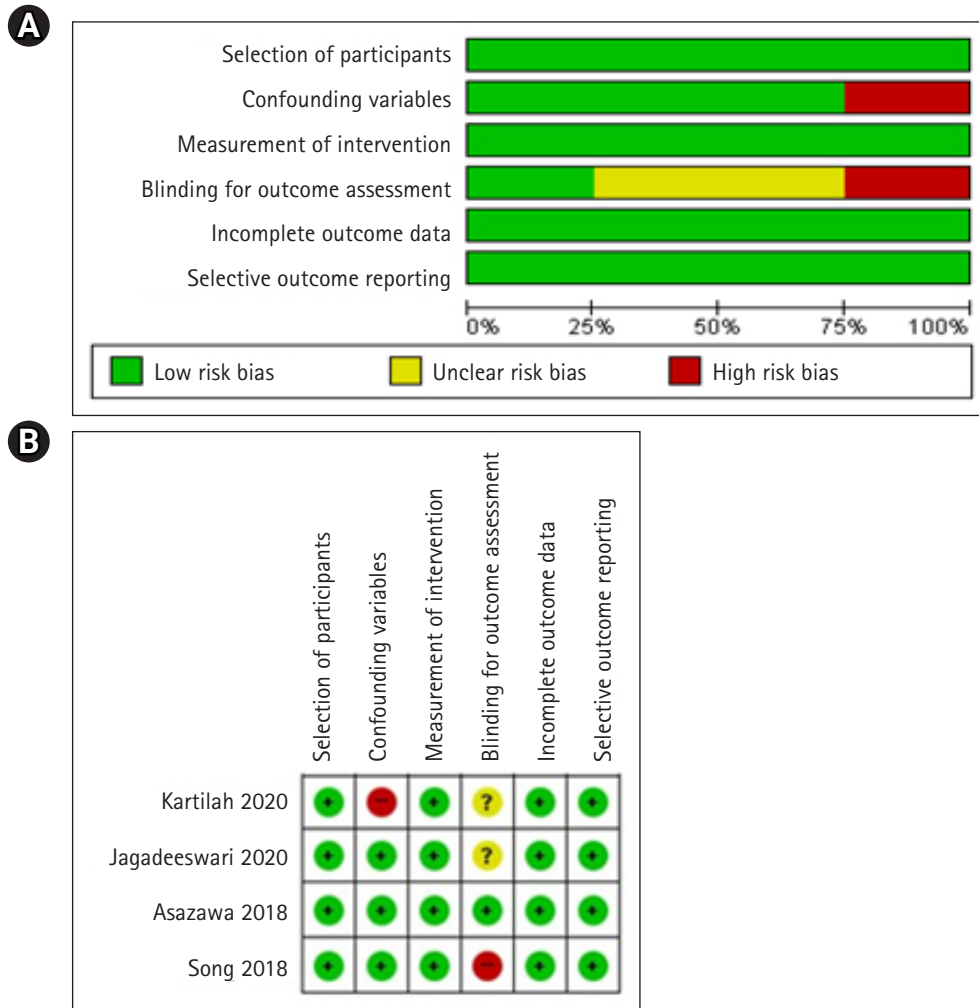 A
Selection of participants
Confounding variables
Measurement of intervention
Blinding for outcome assessment
Incomplete outcome data
Selective outcome reporting
0% 25% 50% 75% 100%
Low risk bias Unclear risk bias High risk bias
B
Selection of participants
Confounding variables
Measurement of intervention
Blinding for outcome assessment
Incomplete outcome data
Selective outcome reporting
Kartilah 2020 + − + ? + +
Jagadeeswari 2020 + + + ? + +
Asazawa 2018 + + + + + +
Song 2018 + + + − + +